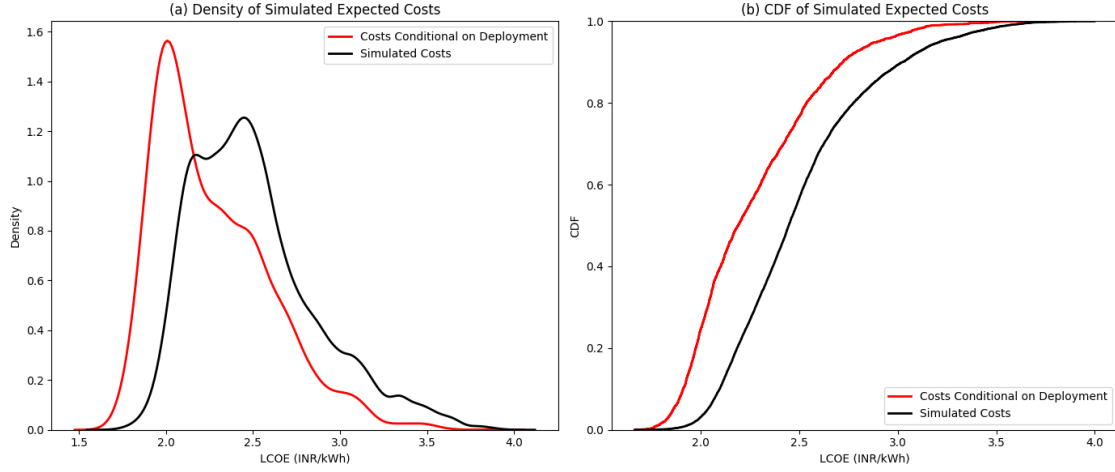 (a) Density of Simulated Expected Costs
Costs Conditional on Deployment
Simulated Costs
Density
1.6
1.4
1.2
1.0
0.8
0.6
0.4
0.2
0.0
1.5 2.0 2.5 3.0 3.5 4.0
LCOE (INR/kWh)
(b) CDF of Simulated Expected Costs
CDF
1.0
0.8
0.6
0.4
0.2
0.0
Costs Conditional on Deployment
Simulated Costs
2.0 2.5 3.0 3.5 4.0
LCOE (INR/kWh)